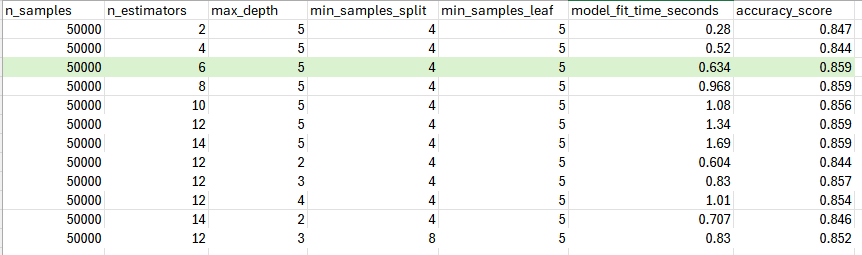 n_samples n_estimators max_depth min_samples_split min_samples_leaf model_fit_time_seconds accuracy_score
50000 2 5 4 5 0.28 0.847
50000 4 5 4 5 0.52 0.844
50000 6 5 4 5 0.634 0.859
50000 8 5 4 5 0.968 0.859
50000 10 5 4 5 1.08 0.856
50000 12 5 4 5 1.34 0.859
50000 14 5 4 5 1.69 0.859
50000 12 2 4 5 0.604 0.844
50000 12 3 4 5 0.83 0.857
50000 12 4 4 5 1.01 0.854
50000 14 2 4 5 0.707 0.846
50000 12 3 8 5 0.83 0.852